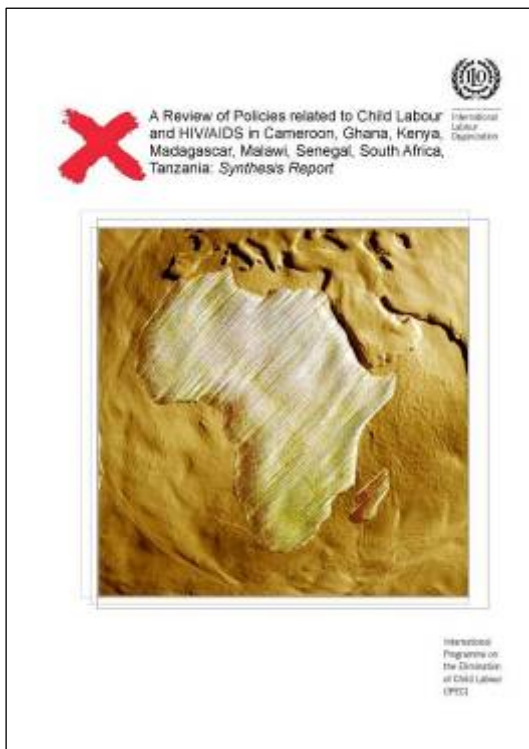 ILO
A Review of Policies related to Child Labour
and HIV/AIDS in Cameroon, Ghana, Kenya,
Madagascar, Malawi, Senegal, South Africa,
Tanzania: Synthesis Report
International
Labour
Organization
International
Programme on
the Elimination
of Child Labour
(IPEC)